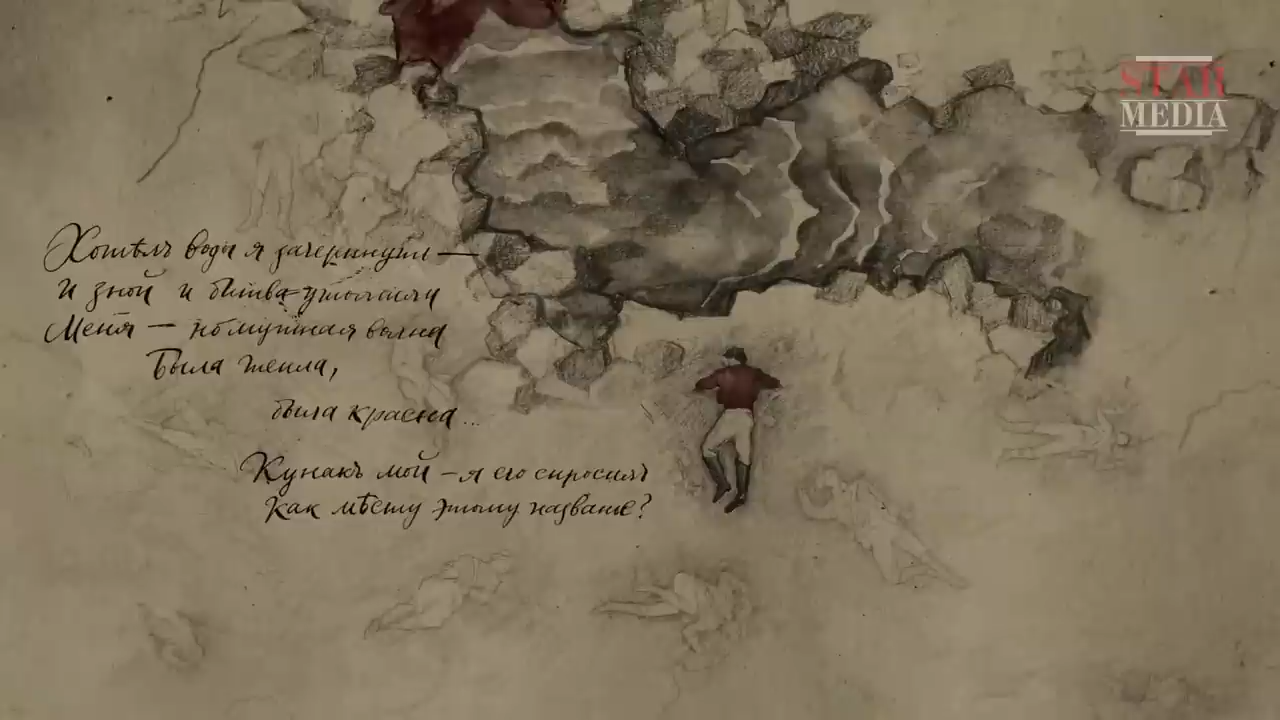 Хотѣлъ воды я зачерпнуть —
И зной и битва утомили
Меня — но мутная волна
Была тепла,
была красна...
Кунакъ мой – я его спросилъ
Как мѣсту этому названье?
STAR
MEDIA